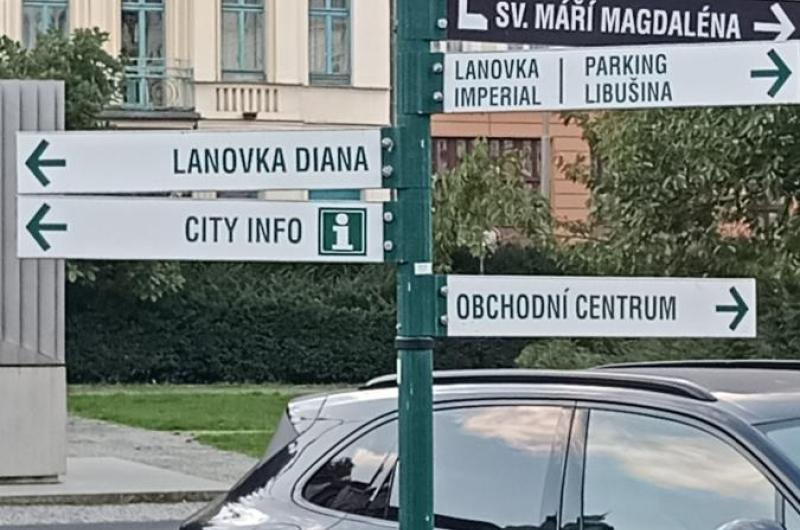 SV. MÁŘÍ MAGDALÉNA
LANOVKA IMPERIAL
PARKING LIBUŠINA
LANOVKA DIANA
CITY INFO i
OBCHODNÍ CENTRUM